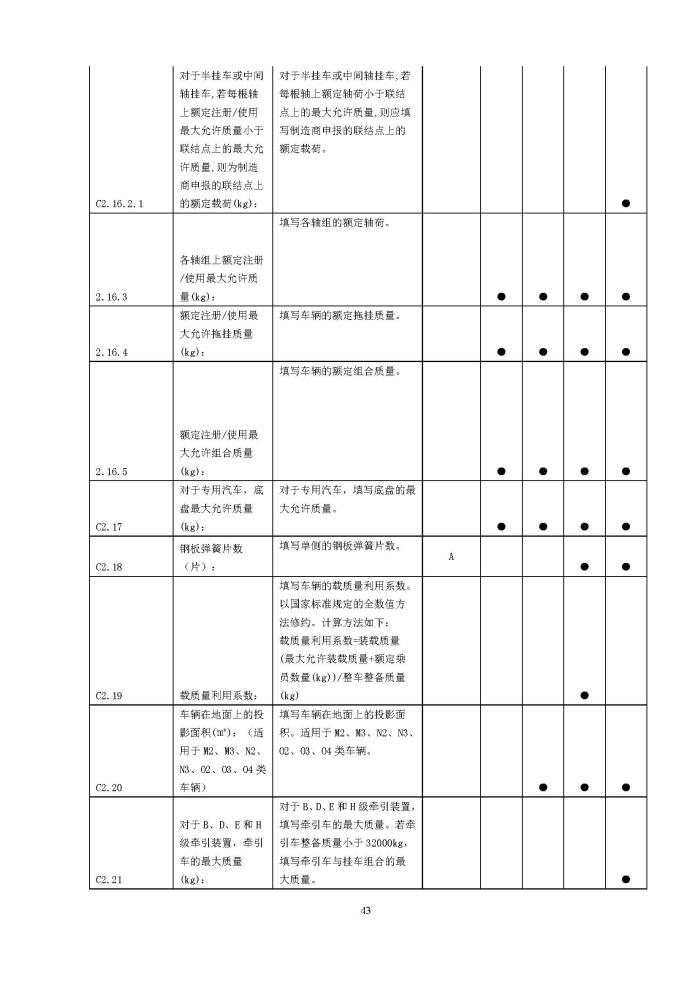 对于半挂车或中间
轴挂车,若每根轴
上额定注册/使用
最大允许质量小于
联结点上的最大允
许质量,则为制造
商申报的联结点上
C2.16.2.1 的额定载荷(kg)：
对于半挂车或中间轴挂车,若
每根轴上额定轴荷小于联结
点上的最大允许质量,则应填
写制造商申报的联结点上的
额定载荷。
●
各轴组上额定注册
/使用最大允许质
2.16.3 量(kg)：
填写各轴组的额定轴荷。
● ● ● ●
额定注册/使用最
大允许拖挂质量
2.16.4 (kg)：
填写车辆的额定拖挂质量。
● ● ● ●
额定注册/使用最
大允许组合质量
2.16.5 (kg)：
填写车辆的额定组合质量。
● ● ● ●
对于专用汽车，底
盘最大允许质量
C2.17 (kg)：
对于专用汽车，填写底盘的最
大允许质量。
● ● ● ●
钢板弹簧片数
C2.18 （片）：
填写单侧的钢板弹簧片数。
A ● ●
C2.19 载质量利用系数：
填写车辆的载质量利用系数。
以国家标准规定的全数值方
法修约。计算方法如下：
载质量利用系数=装载质量
(最大允许装载质量+额定乘
员数量(kg))/整车整备质量
(kg)
●
车辆在地面上的投
影面积(m²)：（适
用于 M2、M3、N2、
N3、O2、O3、O4 类
C2.20 车辆）
填写车辆在地面上的投影面
积。适用于 M2、M3、N2、N3、
O2、O3、O4 类车辆。
● ● ●
对于 B、D、E 和 H
级牵引装置，牵引
车的最大质量
C2.21 (kg)：
对于 B、D、E 和 H 级牵引装置，
填写牵引车的最大质量。若牵
引车整备质量小于 32000kg，
填写牵引车与挂车组合的最
大质量。
●
43